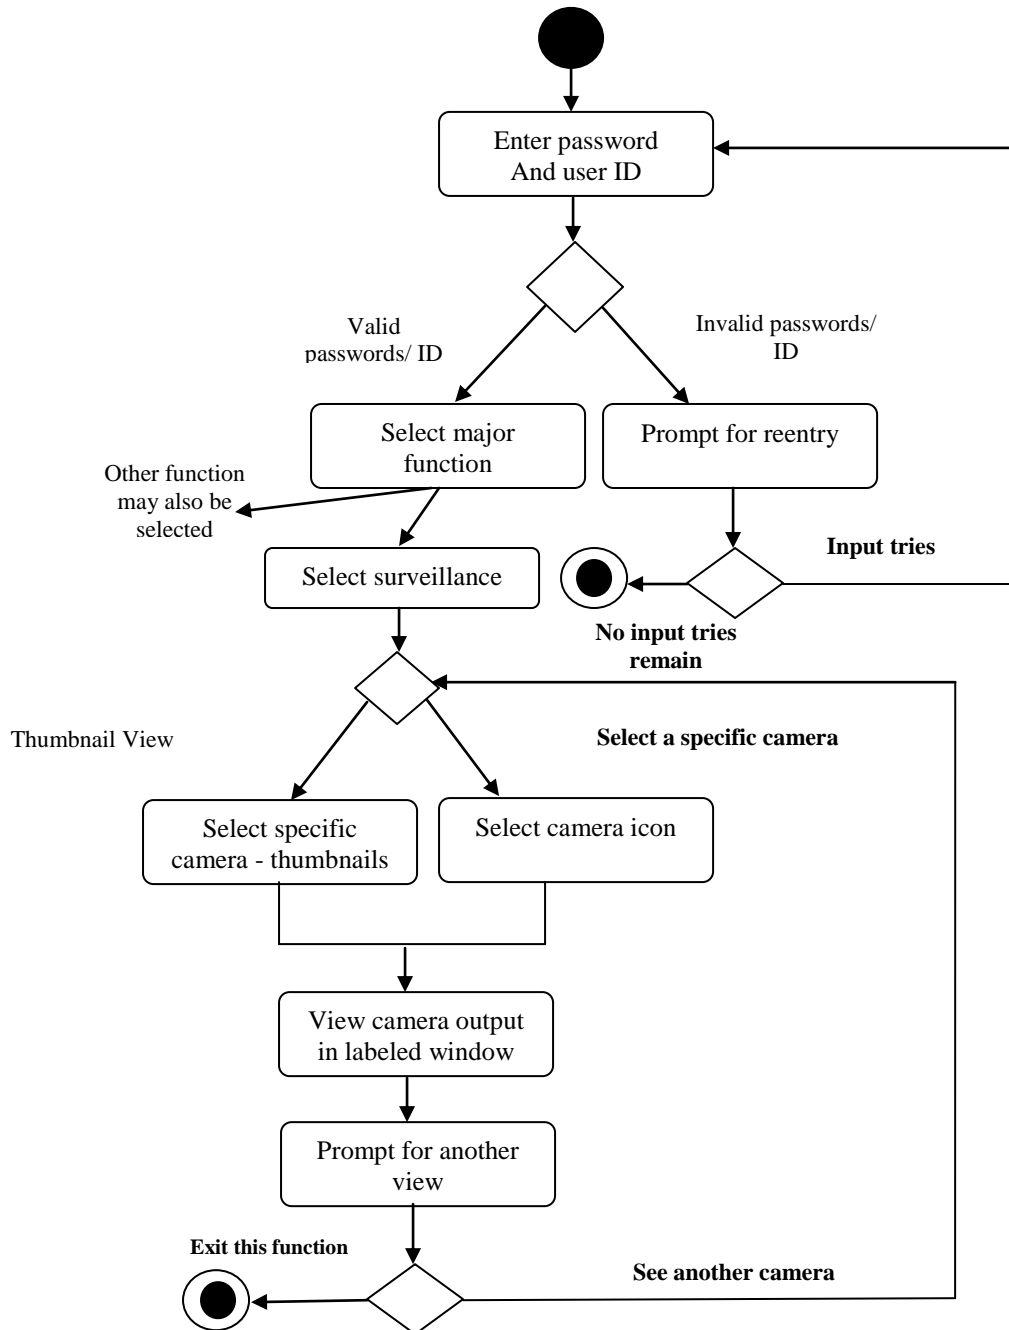 Enter password
And user ID
Valid
passwords/ ID
Invalid passwords/
ID
Select major
function
Prompt for reentry
Other function
may also be
selected
Select surveillance
Input tries
No input tries
remain
Thumbnail View
Select a specific camera
Select specific
camera - thumbnails
Select camera icon
View camera output
in labeled window
Prompt for another
view
Exit this function
See another camera